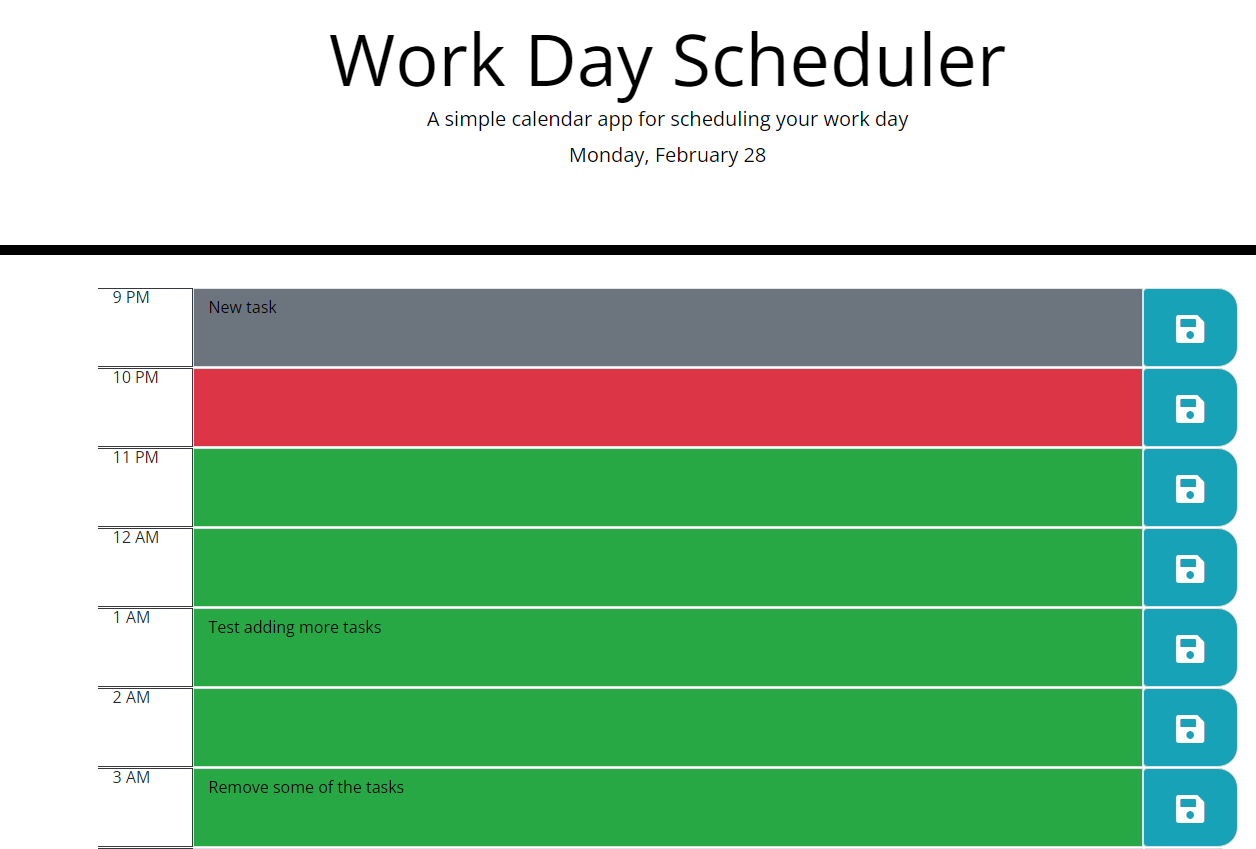 Work Day Scheduler
A simple calendar app for scheduling your work day
Monday, February 28
9 PM
New task
10 PM
11 PM
12 AM
1 AM
Test adding more tasks
2 AM
3 AM
Remove some of the tasks